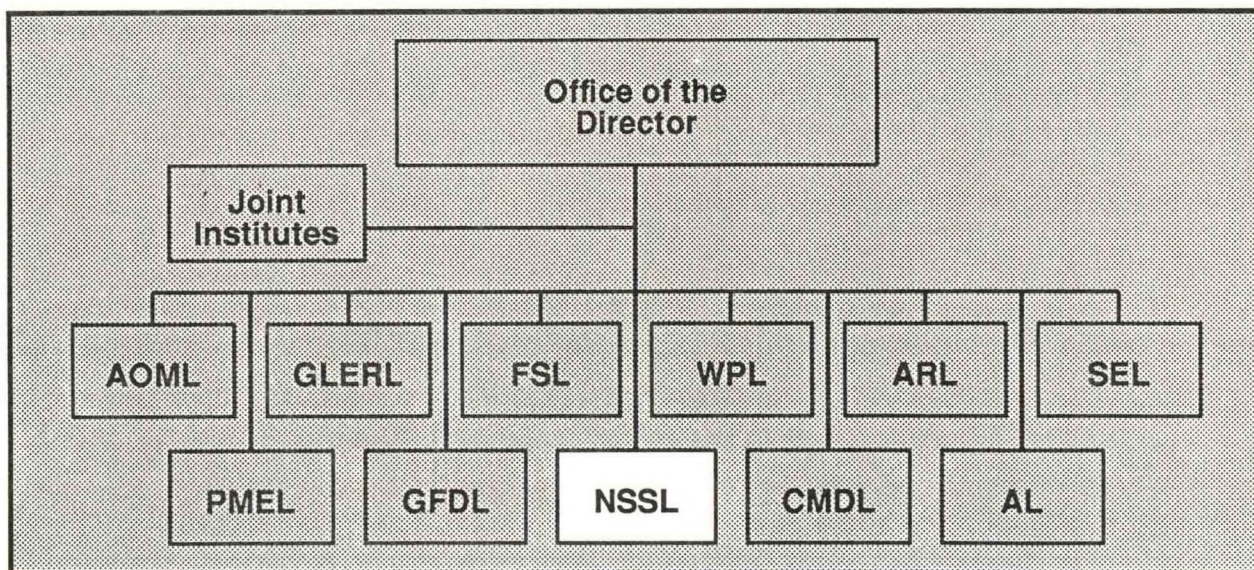 Office of the
Director
Joint
Institutes
AOML GLERL FSL WPL ARL SEL
PMEL GFDL NSSL CMDL AL